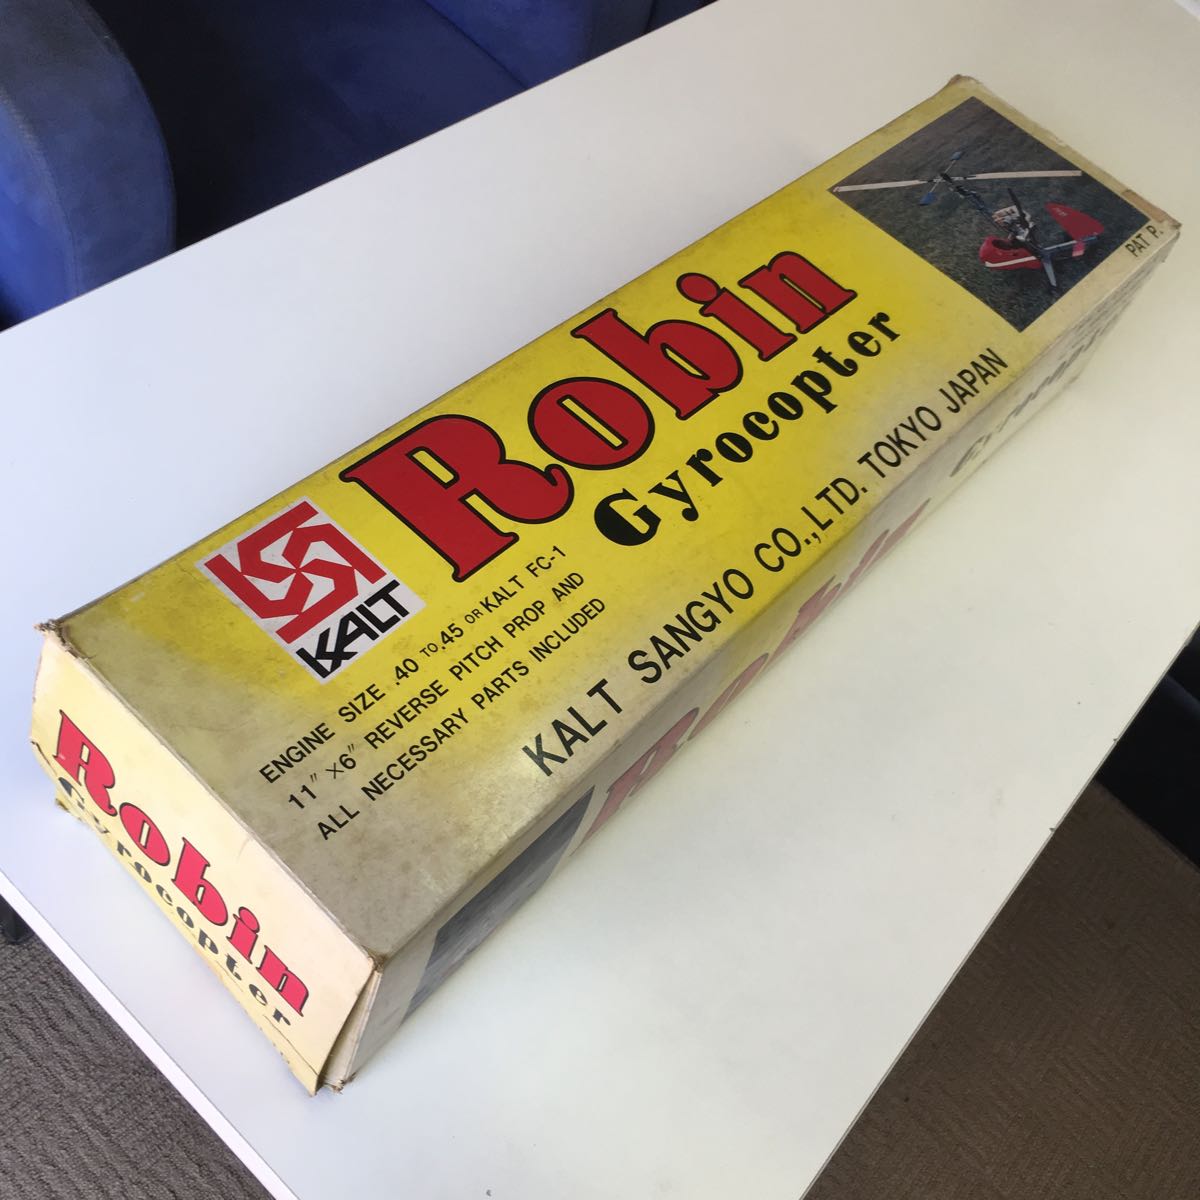 Robin
Gyrocopter
KALT
ENGINE SIZE .40 TO .45 OR KALT FC-1
11" ×6" REVERSE PITCH PROP AND
ALL NECESSARY PARTS INCLUDED
KALT SANGYO CO.,LTD. TOKYO JAPAN
PAT P.
Robin
Gyrocopter
Robin